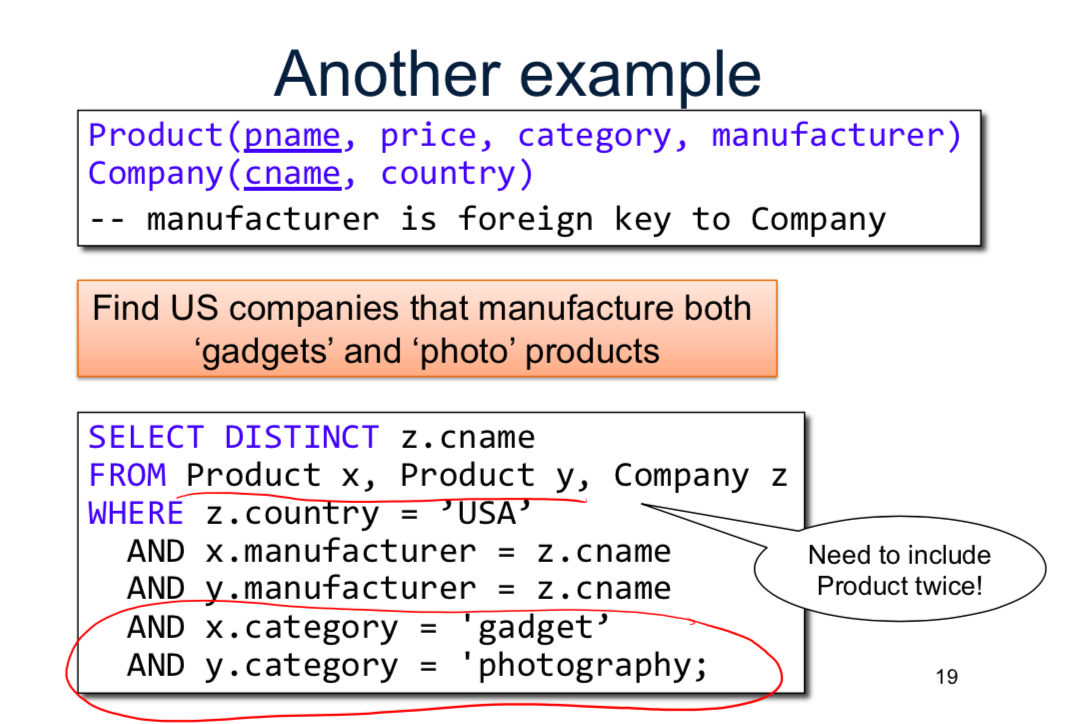 Another example
Product(pname, price, category, manufacturer)
Company(cname, country)
-- manufacturer is foreign key to Company
Find US companies that manufacture both
‘gadgets’ and ‘photo’ products
SELECT DISTINCT z.cname
FROM Product x, Product y, Company z
WHERE z.country = ’USA’
AND x.manufacturer = z.cname
AND y.manufacturer = z.cname
AND x.category = 'gadget’
AND y.category = 'photography;
Need to include
Product twice!
19